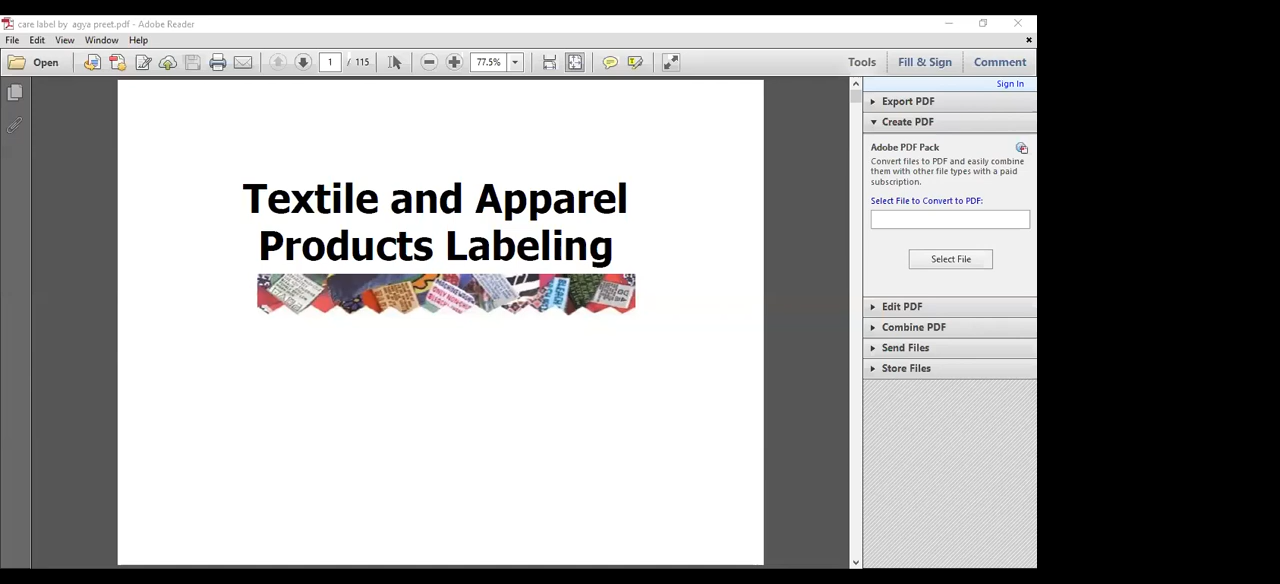 care label by agya preet.pdf - Adobe Reader
File Edit View Window Help
Open 1 / 115 77.5% Tools Fill & Sign Comment
Sign In
Export PDF
Create PDF
Adobe PDF Pack
Convert files to PDF and easily combine
them with other file types with a paid
subscription.
Select File to Convert to PDF:
Select File
Edit PDF
Combine PDF
Send Files
Store Files
Textile and Apparel
Products Labeling